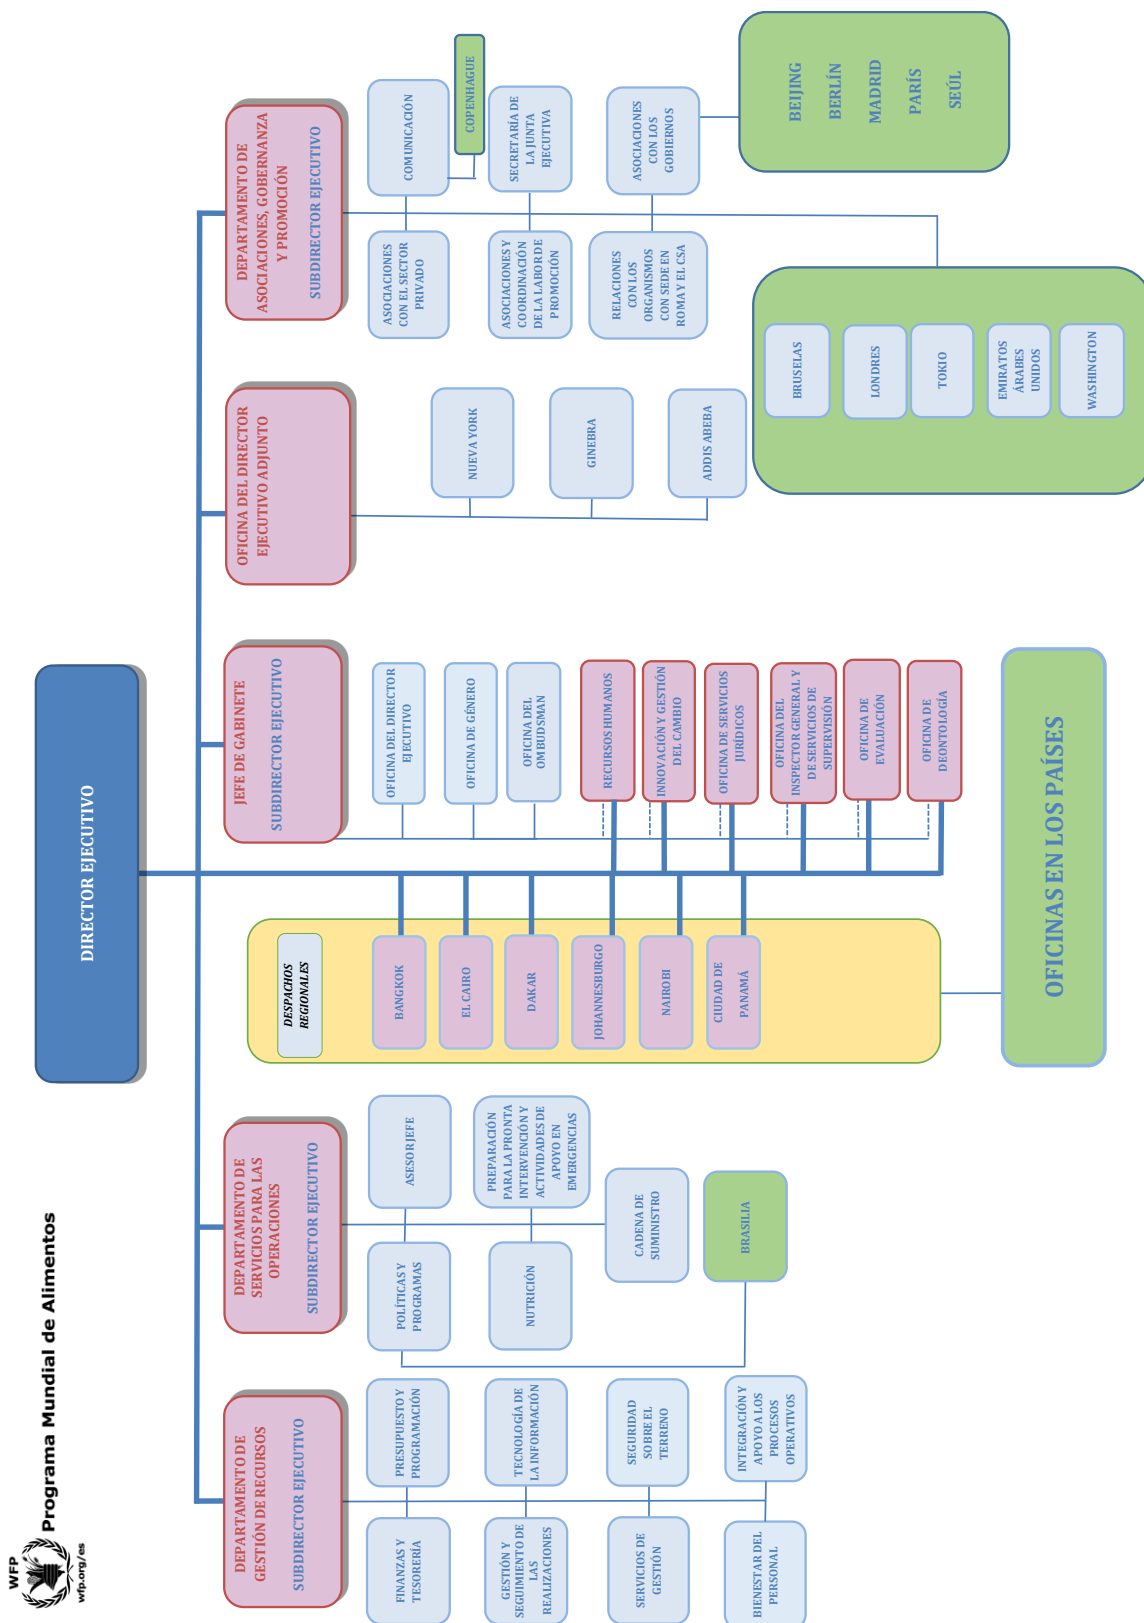 WFP
wfp.org/es
Programa Mundial de Alimentos
DIRECTOR EJECUTIVO
DEPARTAMENTO DE
GESTIÓN DE RECURSOS
SUBDIRECTOR EJECUTIVO
FINANZAS Y
TESORERÍA
PRESUPUESTO Y
PROGRAMACIÓN
GESTIÓN Y
SEGUIMIENTO DE
LAS
REALIZACIONES
TECNOLOGÍA DE
LA INFORMACIÓN
SERVICIOS DE
GESTIÓN
SEGURIDAD
SOBRE EL
TERRENO
BIENESTAR DEL
PERSONAL
INTEGRACIÓN Y
APOYO A LOS
PROCESOS
OPERATIVOS
DEPARTAMENTO DE
SERVICIOS PARA LAS
OPERACIONES
SUBDIRECTOR EJECUTIVO
POLÍTICAS Y
PROGRAMAS
ASESOR JEFE
NUTRICIÓN
PREPARACIÓN
PARA LA PRONTA
INTERVENCIÓN Y
ACTIVIDADES DE
APOYO EN
EMERGENCIAS
CADENA DE
SUMINISTRO
BRASILIA
DESPACHOS
REGIONALES
BANGKOK
EL CAIRO
DAKAR
JOHANNESBURGO
NAIROBI
CIUDAD DE
PANAMÁ
OFICINAS EN LOS PAÍSES
JEFE DE GABINETE
SUBDIRECTOR EJECUTIVO
OFICINA DEL DIRECTOR
EJECUTIVO
OFICINA DE GÉNERO
OFICINA DEL
OMBUDSMAN
RECURSOS HUMANOS
INNOVACIÓN Y GESTIÓN
DEL CAMBIO
OFICINA DE SERVICIOS
JURÍDICOS
OFICINA DEL
INSPECTOR GENERAL Y
DE SERVICIOS DE
SUPERVISIÓN
OFICINA DE
EVALUACIÓN
OFICINA DE
DEONTOLOGÍA
OFICINA DEL DIRECTOR
EJECUTIVO ADJUNTO
NUEVA YORK
GINEBRA
ADDIS ABEBA
DEPARTAMENTO DE
ASOCIACIONES, GOBERNANZA
Y PROMOCIÓN
SUBDIRECTOR EJECUTIVO
ASOCIACIONES
CON EL SECTOR
PRIVADO
COMUNICACIÓN
COPENHAGUE
ASOCIACIONES Y
COORDINACIÓN
DE LA LABOR DE
PROMOCIÓN
SECRETARÍA DE
LA JUNTA
EJECUTIVA
RELACIONES
CON LOS
ORGANISMOS
CON SEDE EN
ROMA Y EL CSA
ASOCIACIONES
CON LOS
GOBIERNOS
BRUSELAS
LONDRES
TOKIO
EMIRATOS
ÁRABES
UNIDOS
WASHINGTON
BEIJING
BERLÍN
MADRID
PARÍS
SEÚL